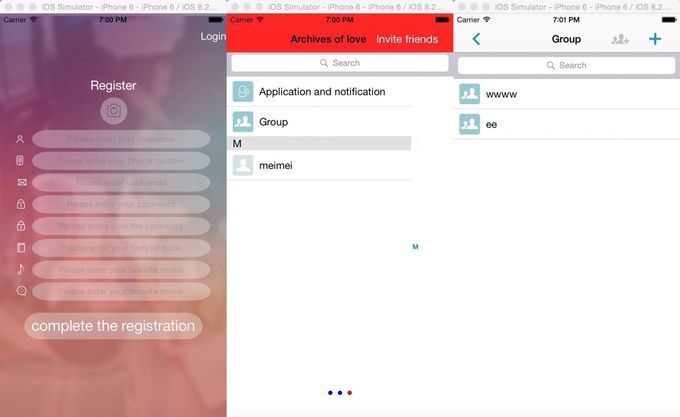 iOS Simulator - iPhone 6 - iPhone 6 / iOS 8.2...
Carrier 7:00 PM
Login
Register
Please enter your nickname
Please enter your phone number
Please enter your email
Please enter your password
Please make sure the password
Please enter your favorite book
Please enter your favorite music
Please enter your favorite movie
complete the registration
iOS Simulator - iPhone 6 - iPhone 6 / iOS 8.2...
Carrier 7:00 PM
Archives of love Invite friends
Search
Application and notification
Group
M
meimei
M
iOS Simulator - iPhone 6 - iPhone 6 / iOS 8.2...
Carrier 7:01 PM
Group
Search
wwww
ee